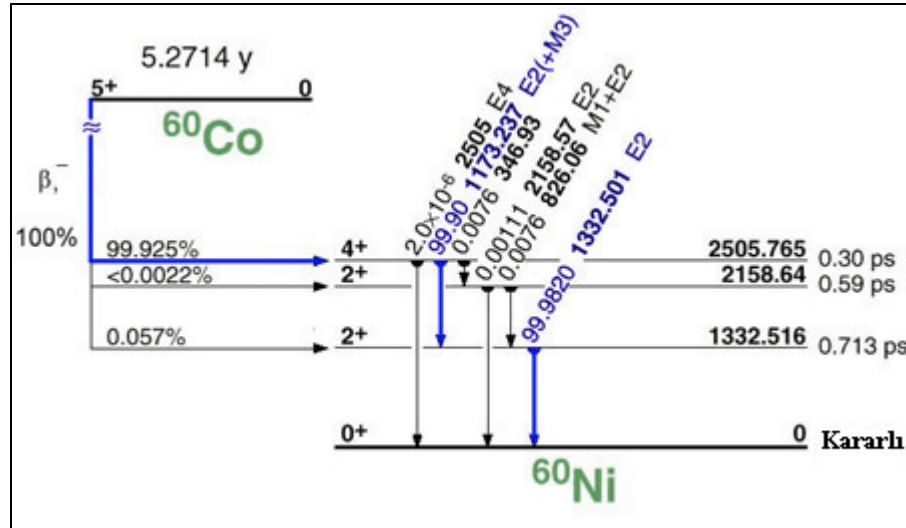 5.2714 y
5+ 0
60Co
β−
100%
2.0×10-6 2505 E4
99.90 1173.237 E2(+M3)
0.0076 346.93
0.00111 2158.57 E2
0.0076 826.06 M1+E2
99.9820 1332.501 E2
99.925% 4+ 2505.765 0.30 ps
<0.0022% 2+ 2158.64 0.59 ps
0.057% 2+ 1332.516 0.713 ps
0+ 0 Kararlı
60Ni